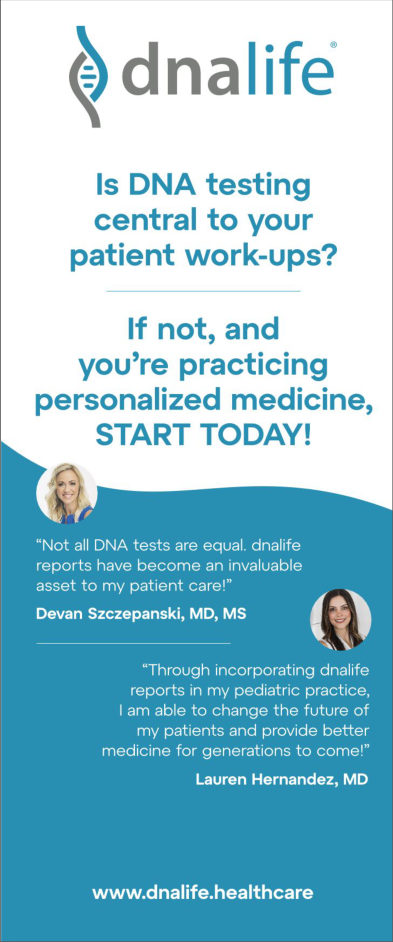 dnalife®
Is DNA testing
central to your
patient work-ups?
If not, and
you’re practicing
personalized medicine,
START TODAY!
“Not all DNA tests are equal. dnalife
reports have become an invaluable
asset to my patient care!”
Devan Szczepanski, MD, MS
“Through incorporating dnalife
reports in my pediatric practice,
I am able to change the future of
my patients and provide better
medicine for generations to come!”
Lauren Hernandez, MD
www.dnalife.healthcare